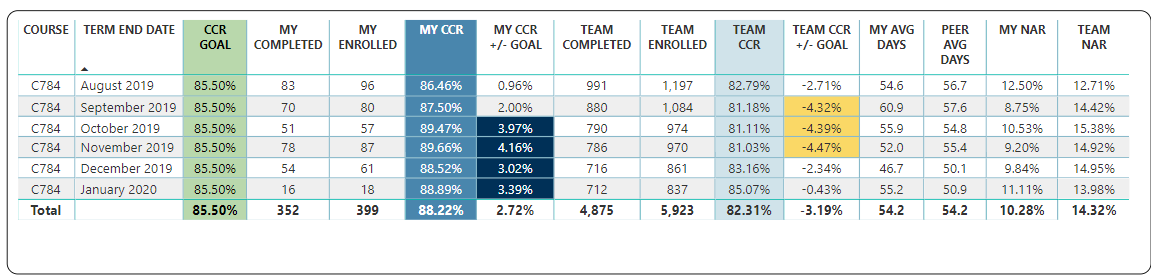 COURSE TERM END DATE CCR GOAL MY COMPLETED MY ENROLLED MY CCR MY CCR +/- GOAL TEAM COMPLETED TEAM ENROLLED TEAM CCR TEAM CCR +/- GOAL MY AVG DAYS PEER AVG DAYS MY NAR TEAM NAR
C784 August 2019 85.50% 83 96 86.46% 0.96% 991 1,197 82.79% -2.71% 54.6 56.7 12.50% 12.71%
C784 September 2019 85.50% 70 80 87.50% 2.00% 880 1,084 81.18% -4.32% 60.9 57.6 8.75% 14.42%
C784 October 2019 85.50% 51 57 89.47% 3.97% 790 974 81.11% -4.39% 55.9 54.8 10.53% 15.38%
C784 November 2019 85.50% 78 87 89.66% 4.16% 786 970 81.03% -4.47% 52.0 55.4 9.20% 14.92%
C784 December 2019 85.50% 54 61 88.52% 3.02% 716 861 83.16% -2.34% 46.7 50.1 9.84% 14.95%
C784 January 2020 85.50% 16 18 88.89% 3.39% 712 837 85.07% -0.43% 55.2 50.9 11.11% 13.98%
Total 85.50% 352 399 88.22% 2.72% 4,875 5,923 82.31% -3.19% 54.2 54.2 10.28% 14.32%